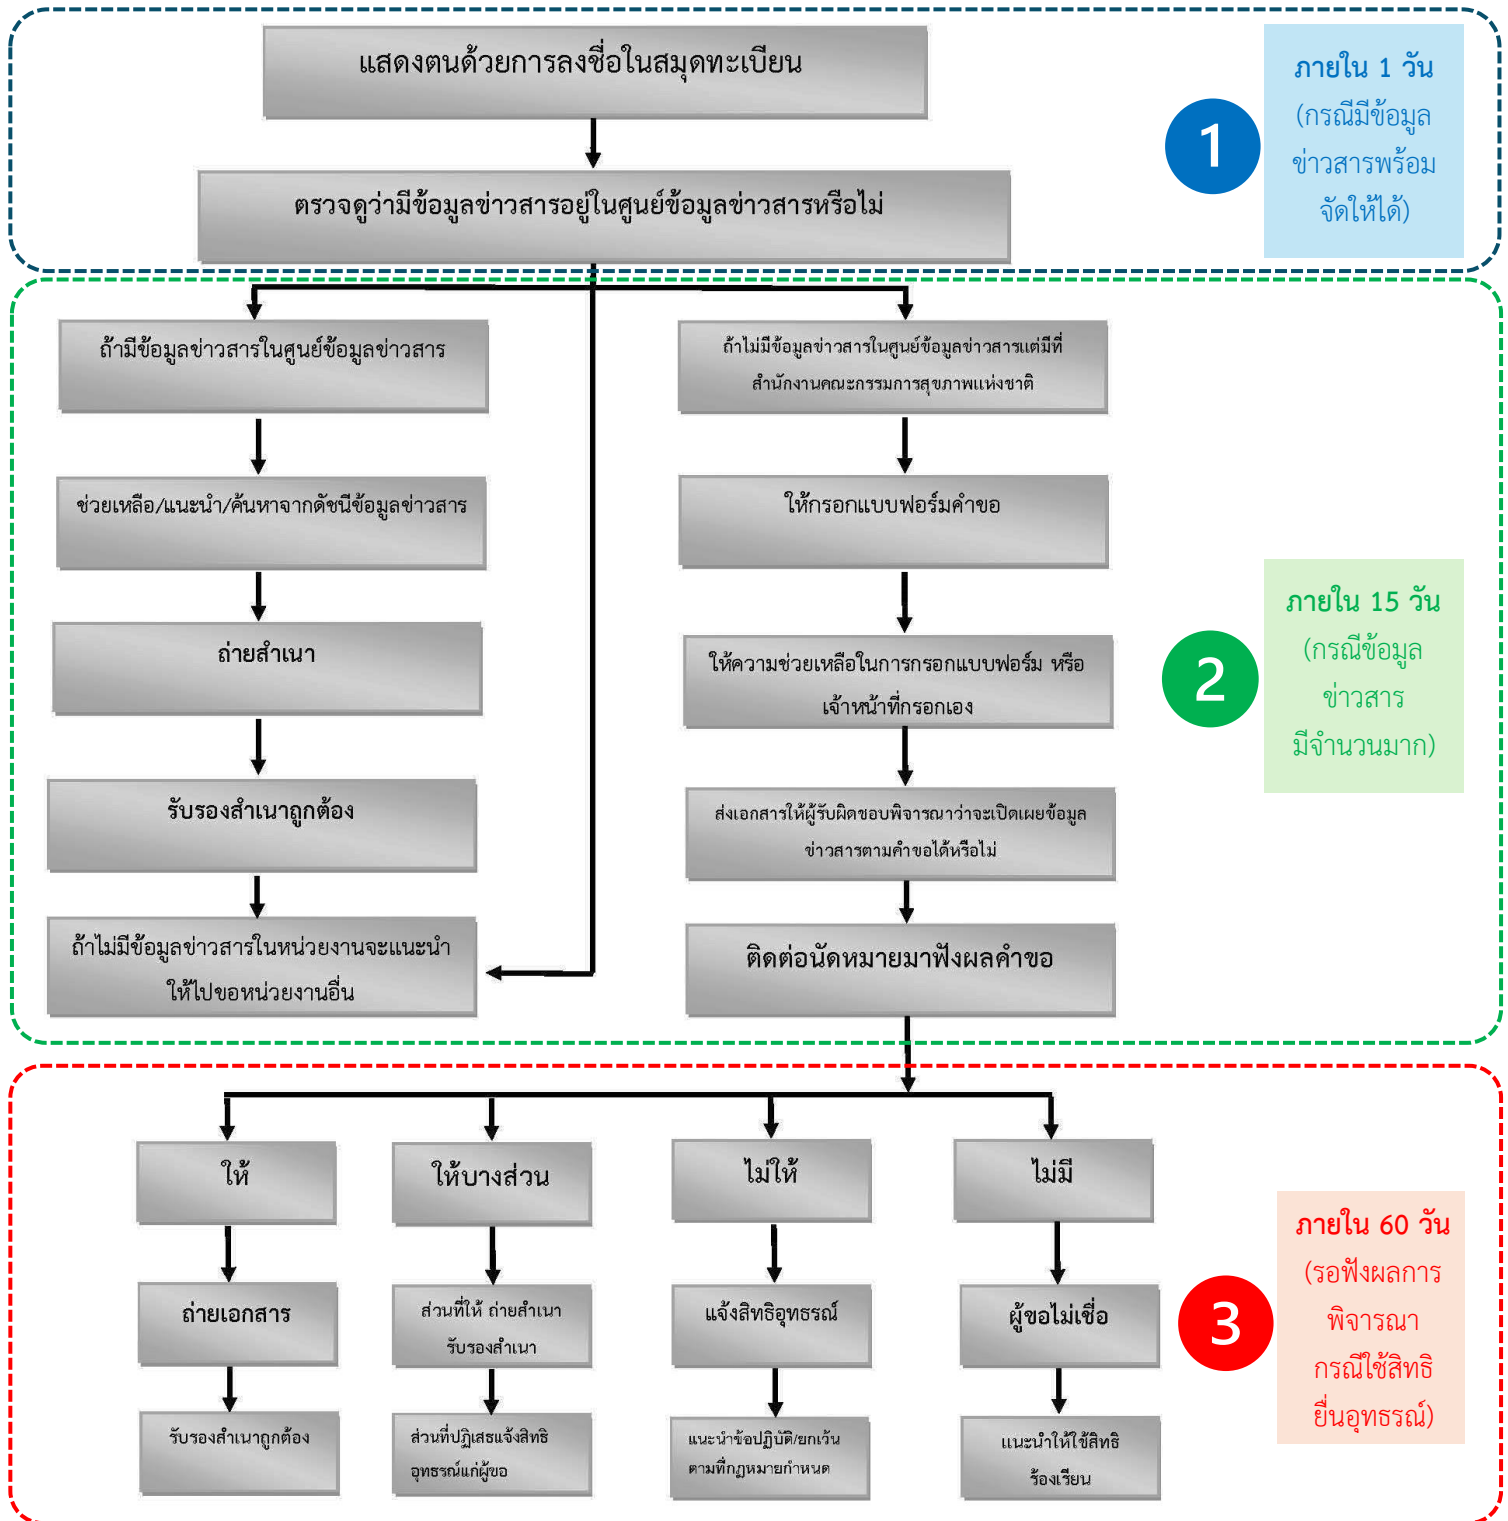 แสดงตนด้วยการลงชื่อในสมุดทะเบียน
ตรวจดูว่ามีข้อมูลข่าวสารอยู่ในศูนย์ข้อมูลข่าวสารหรือไม่
1
ภายใน 1 วัน
(กรณีมีข้อมูล
ข่าวสารพร้อม
จัดให้ได้)
ถ้ามีข้อมูลข่าวสารในศูนย์ข้อมูลข่าวสาร
ช่วยเหลือ/แนะนำ/ค้นหาจากดัชนีข้อมูลข่าวสาร
ถ่ายสำเนา
รับรองสำเนาถูกต้อง
ถ้าไม่มีข้อมูลข่าวสารในหน่วยงานจะแนะนำ
ให้ไปขอหน่วยงานอื่น
ถ้าไม่มีข้อมูลข่าวสารในศูนย์ข้อมูลข่าวสารแต่มีที่
สำนักงานคณะกรรมการสุขภาพแห่งชาติ
ให้กรอกแบบฟอร์มคำขอ
ให้ความช่วยเหลือในการกรอกแบบฟอร์ม หรือ
เจ้าหน้าที่กรอกเอง
ส่งเอกสารให้ผู้รับผิดชอบพิจารณาว่าจะเปิดเผยข้อมูล
ข่าวสารตามคำขอได้หรือไม่
ติดต่อนัดหมายมาฟังผลคำขอ
2
ภายใน 15 วัน
(กรณีข้อมูล
ข่าวสาร
มีจำนวนมาก)
ให้
ถ่ายเอกสาร
รับรองสำเนาถูกต้อง
ให้บางส่วน
ส่วนที่ให้ ถ่ายสำเนา
รับรองสำเนา
ส่วนที่ปฏิเสธแจ้งสิทธิ
อุทธรณ์แก่ผู้ขอ
ไม่ให้
แจ้งสิทธิอุทธรณ์
แนะนำข้อปฏิบัติ/ยกเว้น
ตามที่กฎหมายกำหนด
ไม่มี
ผู้ขอไม่เชื่อ
แนะนำให้ใช้สิทธิ
ร้องเรียน
3
ภายใน 60 วัน
(รอฟังผลการ
พิจารณา
กรณีใช้สิทธิ
ยื่นอุทธรณ์)